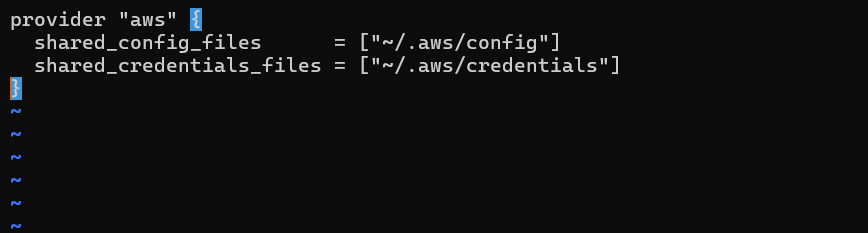 provider "aws" {
  shared_config_files      = ["~/.aws/config"]
  shared_credentials_files = ["~/.aws/credentials"]
}
~
~
~
~
~
~